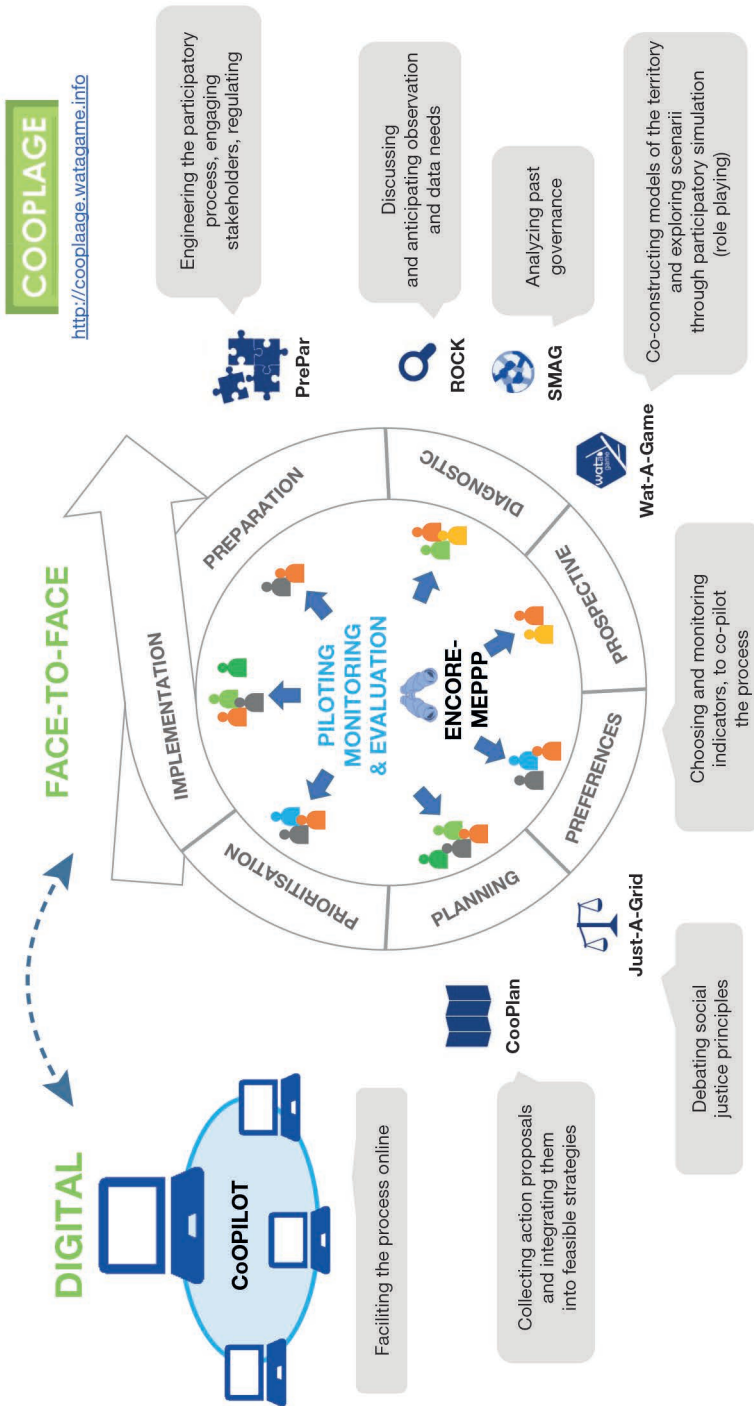 DIGITAL
FACE-TO-FACE
COOPLAGE
http://cooplaage.watagame.info
CoOPILOT
Faciliting the process online
IMPLEMENTATION
PREPARATION
DIAGNOSTIC
PROSPECTIVE
PREFERENCES
PLANNING
PRIORITISATION
PILOTING
MONITORING
& EVALUATION
ENCORE-
MEPPP
PrePar
Engineering the participatory
process, engaging
stakeholders, regulating
ROCK
Discussing
and anticipating observation
and data needs
SMAG
Analyzing past
governance
wat
a
game
Wat-A-Game
Co-constructing models of the territory
and exploring scenarii
through participatory simulation
(role playing)
Choosing and monitoring
indicators, to co-pilot
the process
Just-A-Grid
Debating social
justice principles
CooPlan
Collecting action proposals
and integrating them
into feasible strategies